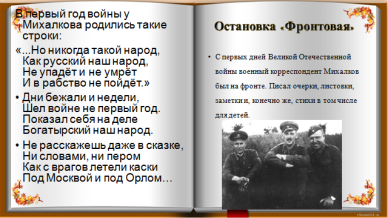 В первый год войны у
Михалкова родились такие
строки:
«...Но никогда такой народ,
Как русский наш народ,
Не упадёт и не умрёт
И в рабство не пойдёт.»
• Дни бежали и недели,
Шел войне не первый год.
Показал себя на деле
Богатырский наш народ.
• Не расскажешь даже в сказке,
Ни словами, ни пером
Как с врагов летели каски
Под Москвой и под Орлом…
Остановка «Фронтовая»
• С первых дней Великой Отечественной
войны военный корреспондент Михалков
был на фронте. Писал очерки, листовки,
заметки и, конечно же, стихи в том числе
для детей.